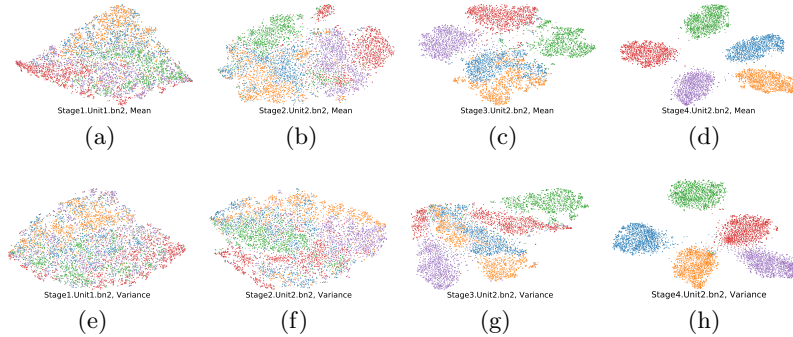 Stage1.Unit1.bn2, Mean
Stage2.Unit2.bn2, Mean
Stage3.Unit2.bn2, Mean
Stage4.Unit2.bn2, Mean
(a)
(b)
(c)
(d)
Stage1.Unit1.bn2, Variance
Stage2.Unit2.bn2, Variance
Stage3.Unit2.bn2, Variance
Stage4.Unit2.bn2, Variance
(e)
(f)
(g)
(h)